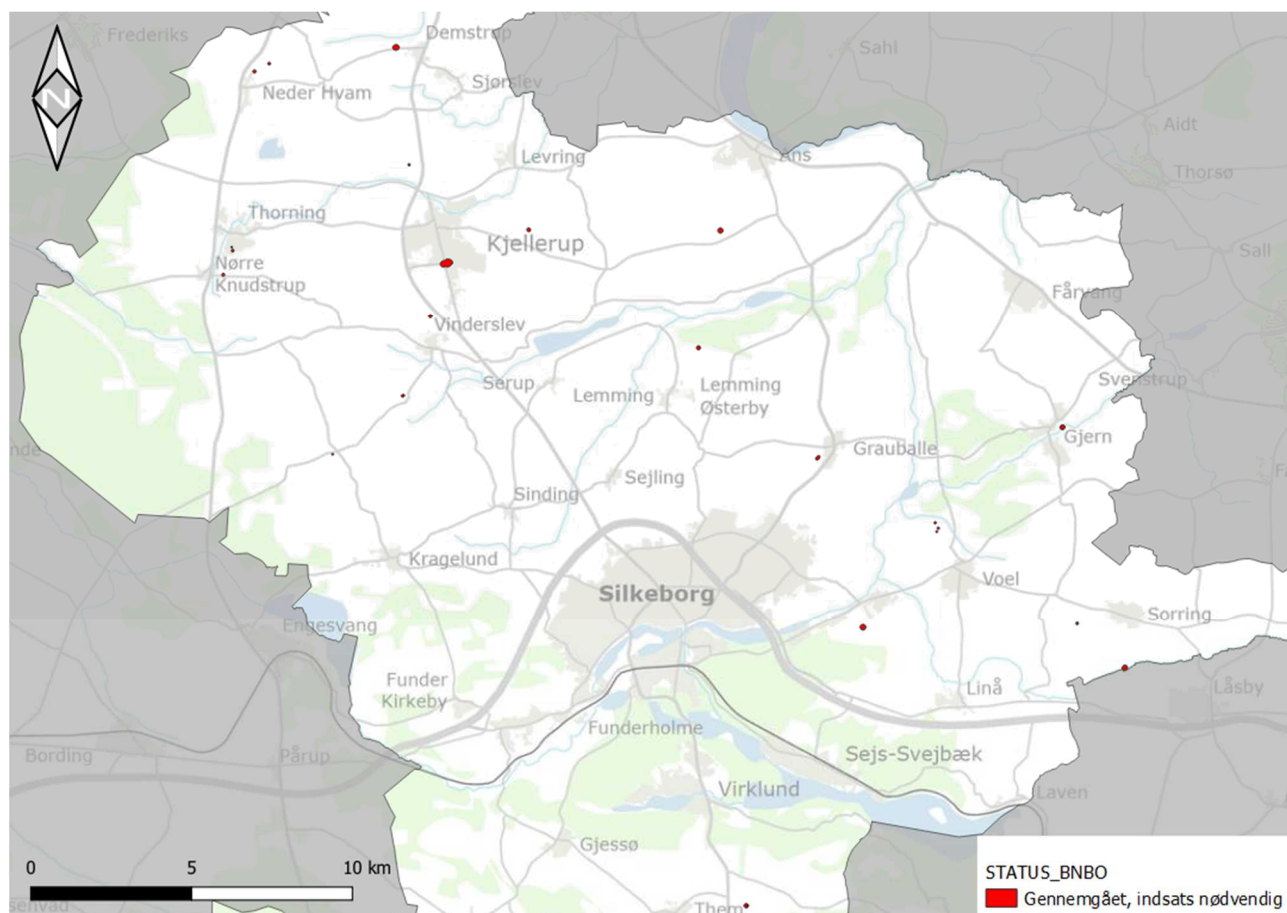 Frederiks
Demstrup
Sahl
Sjørslev
Neder Hvam
Aidt
Levring
Ans
Thorsø
Thorning
Kjellerup
Sall
Nørre
Knudstrup
Fårvang
Vinderslev
Serup
Lemming
Lemming
Østerby
Svenstrup
Gjern
Grauballe
Sejling
Sinding
Kragelund
Silkeborg
Voel
Sorring
Engesvang
Funder
Kirkeby
Linå
Låsby
Funderholme
Bording
Pårup
Sejs-Svejbæk
Virklund
Laven
Gjessø
Them
N
0 5 10 km
STATUS_BNBO
Gennemgået, indsats nødvendig